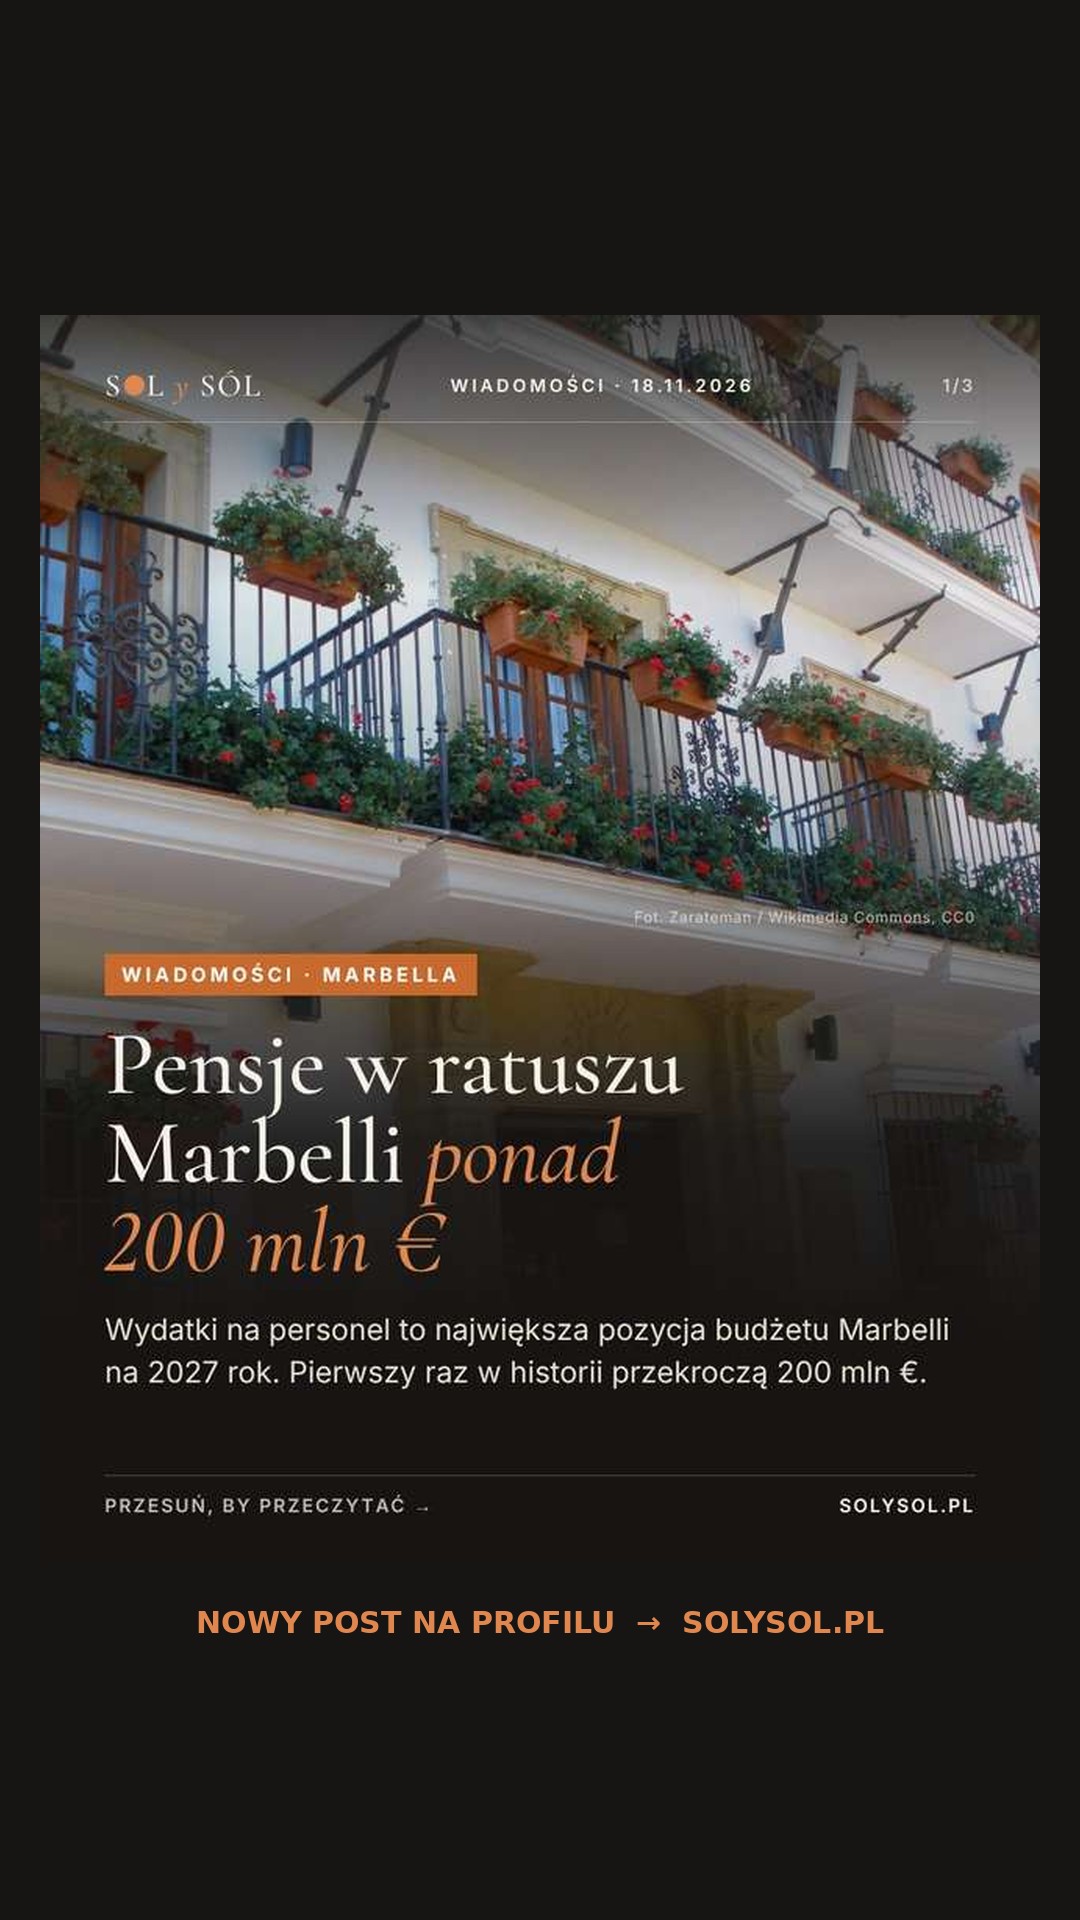 SOL y SÓL
WIADOMOŚCI · 18.11.2026
1/3
Fot. Zarateman / Wikimedia Commons, CC0
WIADOMOŚCI · MARBELLA
Pensje w ratuszu
Marbelli ponad
200 mln €
Wydatki na personel to największa pozycja budżetu Marbelli
na 2027 rok. Pierwszy raz w historii przekroczą 200 mln €.
PRZESUŃ, BY PRZECZYTAĆ →
SOLYSOL.PL
NOWY POST NA PROFILU → SOLYSOL.PL